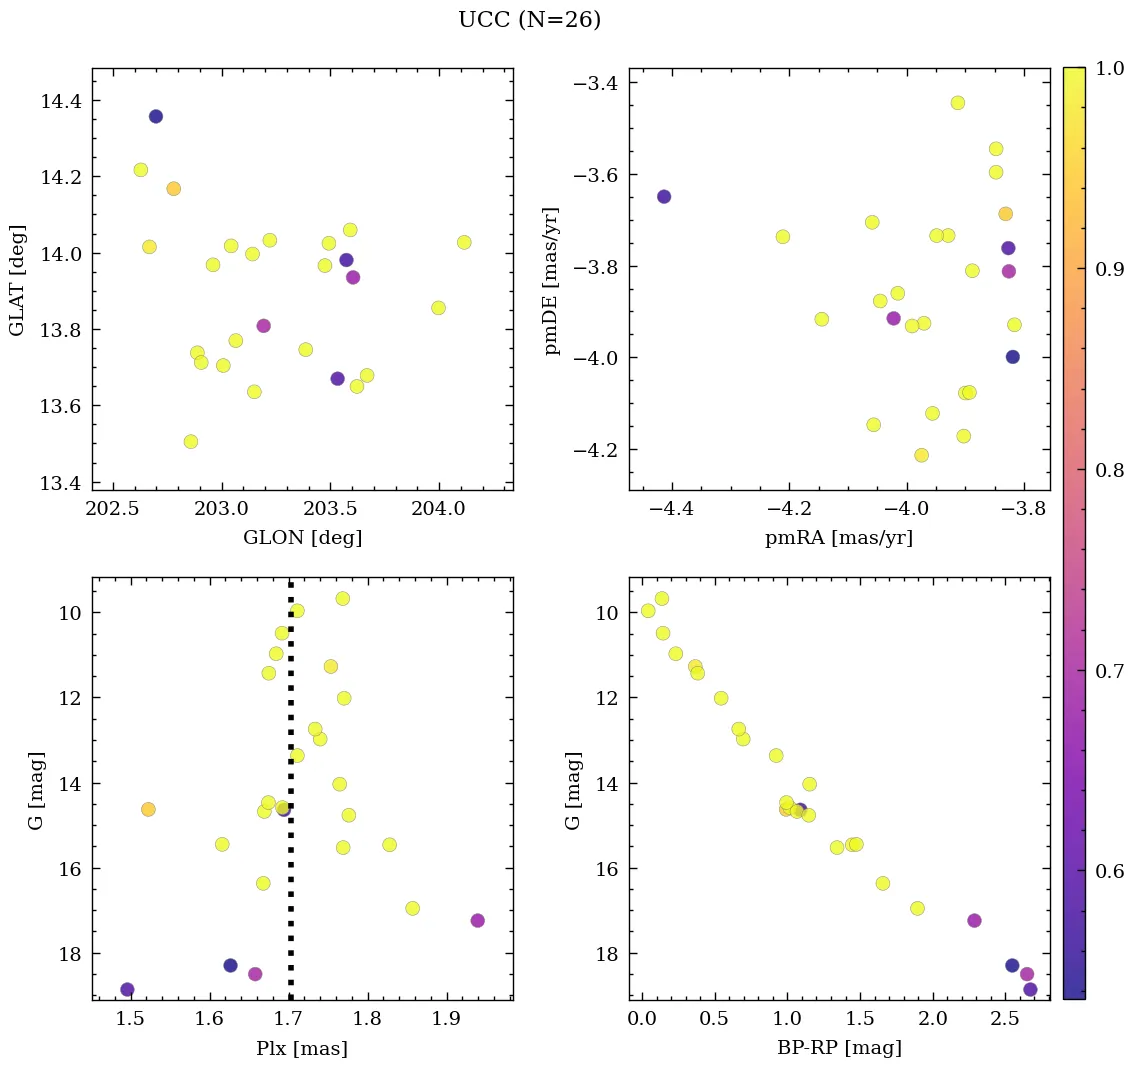 UCC (N=26)
14.4
14.2
14.0
13.8
13.6
13.4
GLAT [deg]
202.5 203.0 203.5 204.0
GLON [deg]
−3.4
−3.6
−3.8
−4.0
−4.2
pmDE [mas/yr]
−4.4 −4.2 −4.0 −3.8
pmRA [mas/yr]
1.0
0.9
0.8
0.7
0.6
10
12
14
16
18
G [mag]
1.5 1.6 1.7 1.8 1.9
Plx [mas]
10
12
14
16
18
G [mag]
0.0 0.5 1.0 1.5 2.0 2.5
BP-RP [mag]